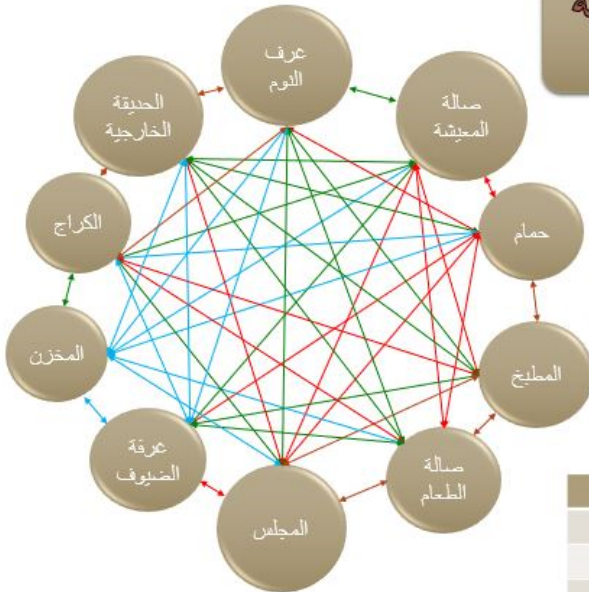 غرف
النوم
صالة
المعيشة
حمام
المطبخ
صالة
الطعام
المجلس
غرفة
الضيوف
المخزن
الكراج
الحديقة
الخارجية